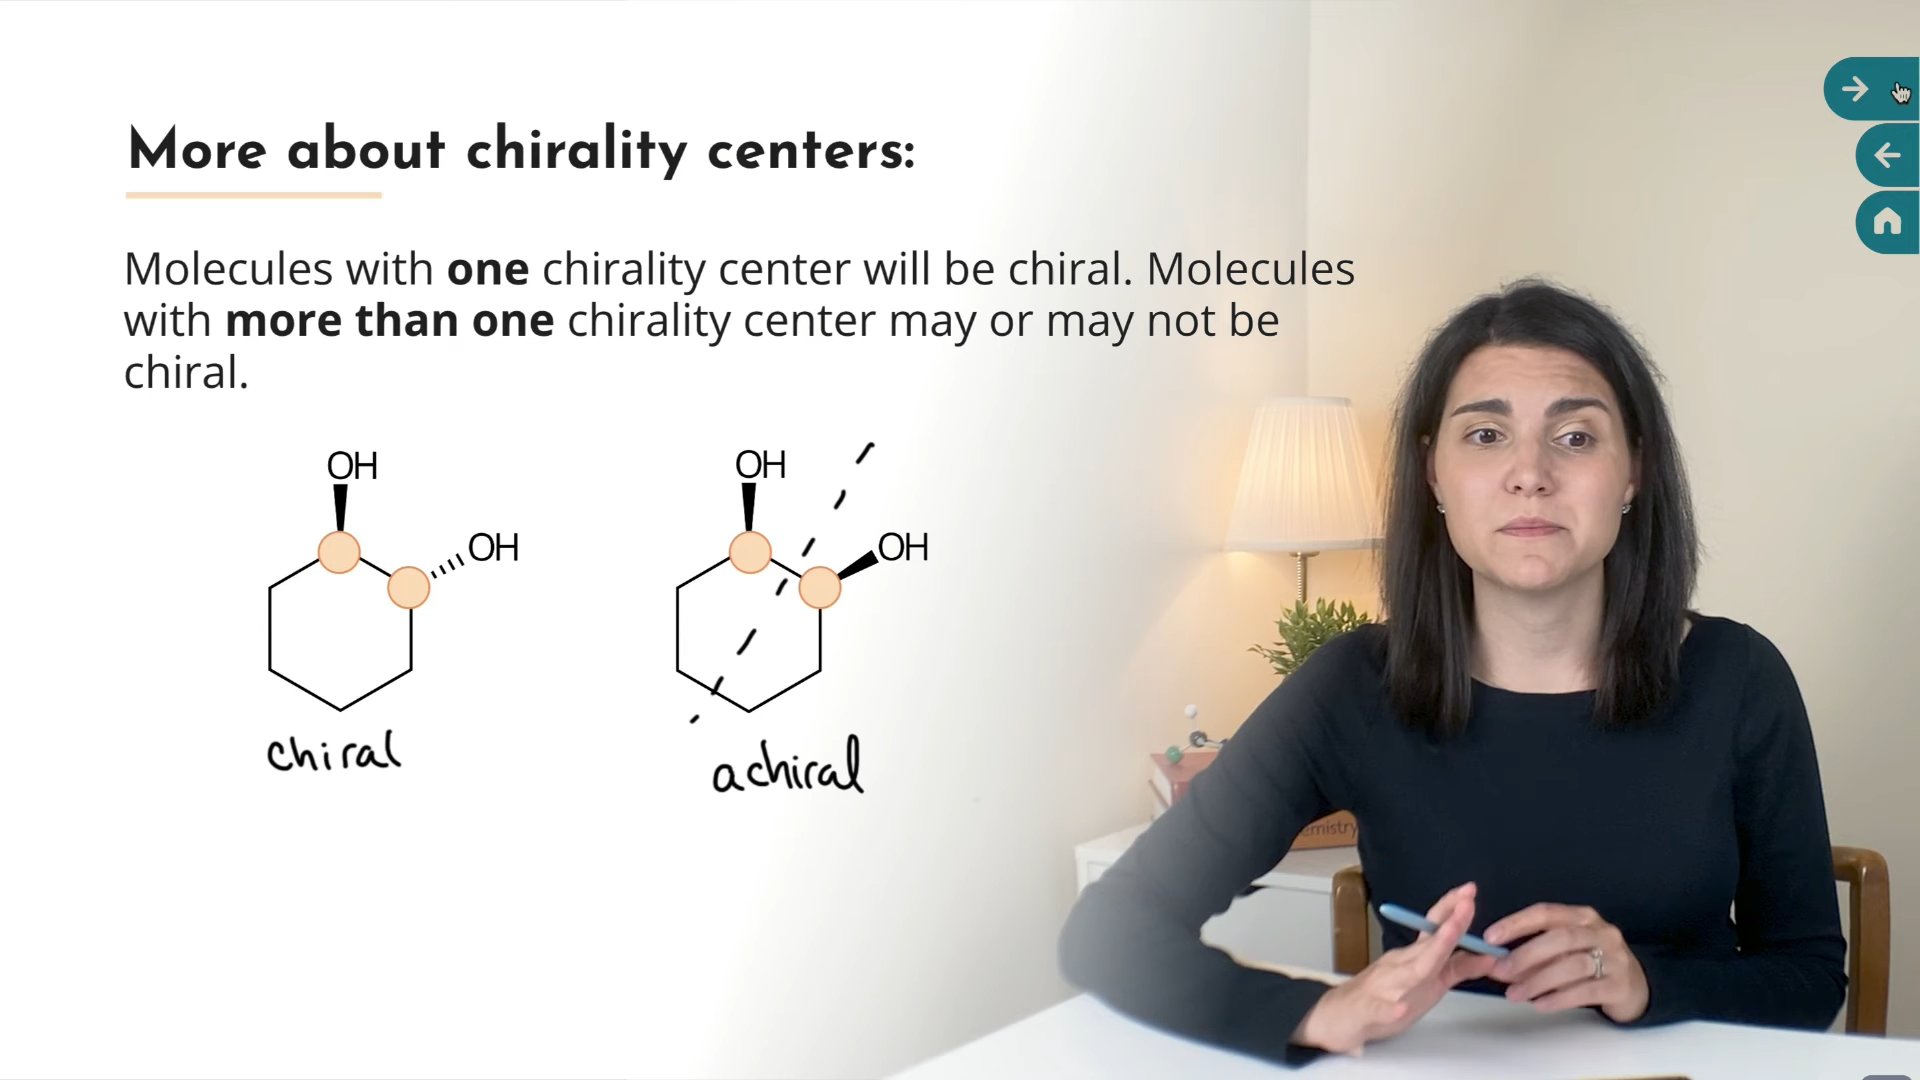 More about chirality centers:
Molecules with one chirality center will be chiral. Molecules
with more than one chirality center may or may not be
chiral.
OH
OH
OH
OH
chiral
achiral
emistry